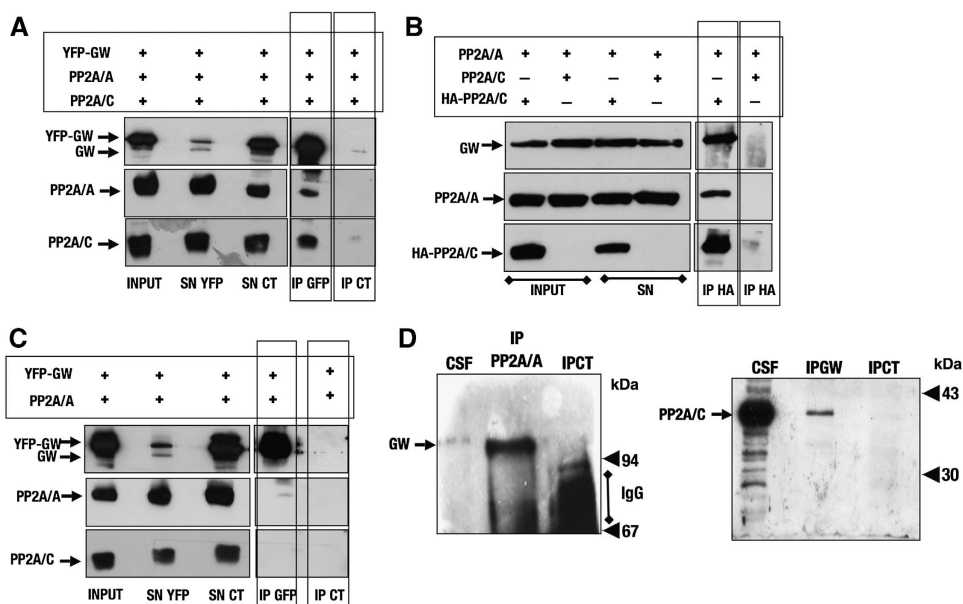 A
YFP-GW + + + + +
PP2A/A + + + + +
PP2A/C + + + + +
YFP-GW
GW
PP2A/A
PP2A/C
INPUT SN YFP SN CT IP GFP IP CT
B
PP2A/A + + + + + +
PP2A/C — + — + — +
HA-PP2A/C + — + — + —
GW
PP2A/A
HA-PP2A/C
INPUT SN IP HA IP HA
C
YFP-GW + + + + +
PP2A/A + + + + +
YFP-GW
GW
PP2A/A
PP2A/C
INPUT SN YFP SN CT IP GFP IP CT
D
IP
CSF PP2A/A IPCT
kDa
GW
94
IgG
67
CSF IPGW IPCT kDa
43
PP2A/C
30